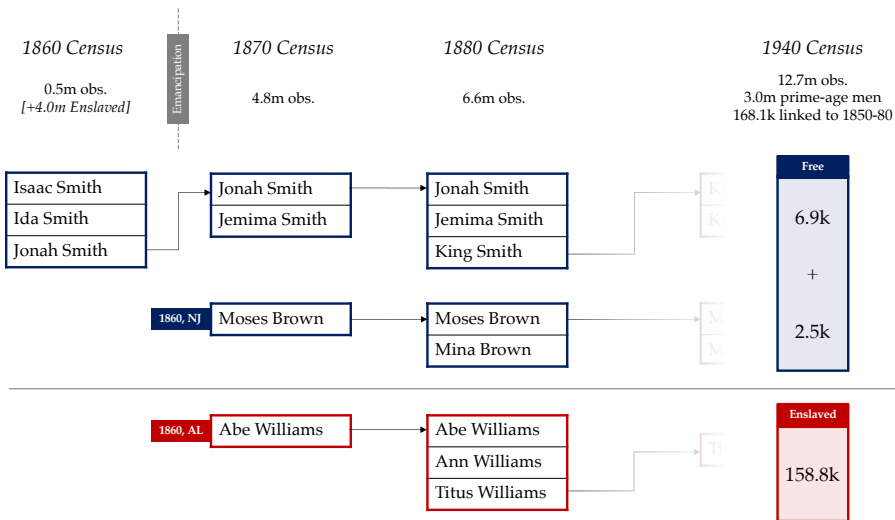 1860 Census
1870 Census
1880 Census
1940 Census
0.5m obs.
[+4.0m Enslaved]
Emancipation
4.8m obs.
6.6m obs.
12.7m obs.
3.0m prime-age men
168.1k linked to 1850-80
Isaac Smith
Ida Smith
Jonah Smith
Jonah Smith
Jemima Smith
Jonah Smith
Jemima Smith
King Smith
Free
6.9k
+
2.5k
1860, NJ
Moses Brown
Moses Brown
Mina Brown
1860, AL
Abe Williams
Abe Williams
Ann Williams
Titus Williams
Enslaved
158.8k